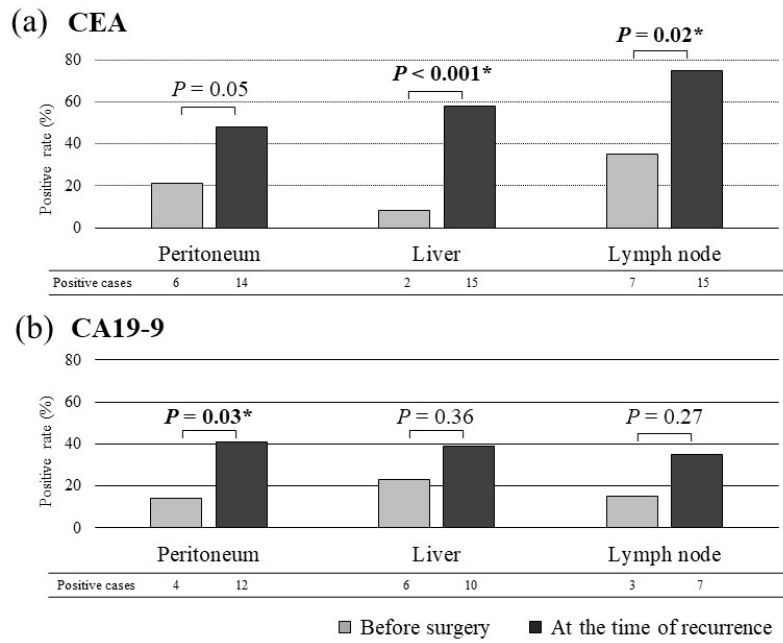 (a) CEA
P = 0.02*
80
P < 0.001*
P = 0.05
60
40
20
0
Positive rate (%)
Peritoneum Liver Lymph node
Positive cases 6 14 2 15 7 15
(b) CA19-9
80
60
P = 0.03* P = 0.36 P = 0.27
40
20
0
Positive rate (%)
Peritoneum Liver Lymph node
Positive cases 4 12 6 10 3 7
Before surgery At the time of recurrence